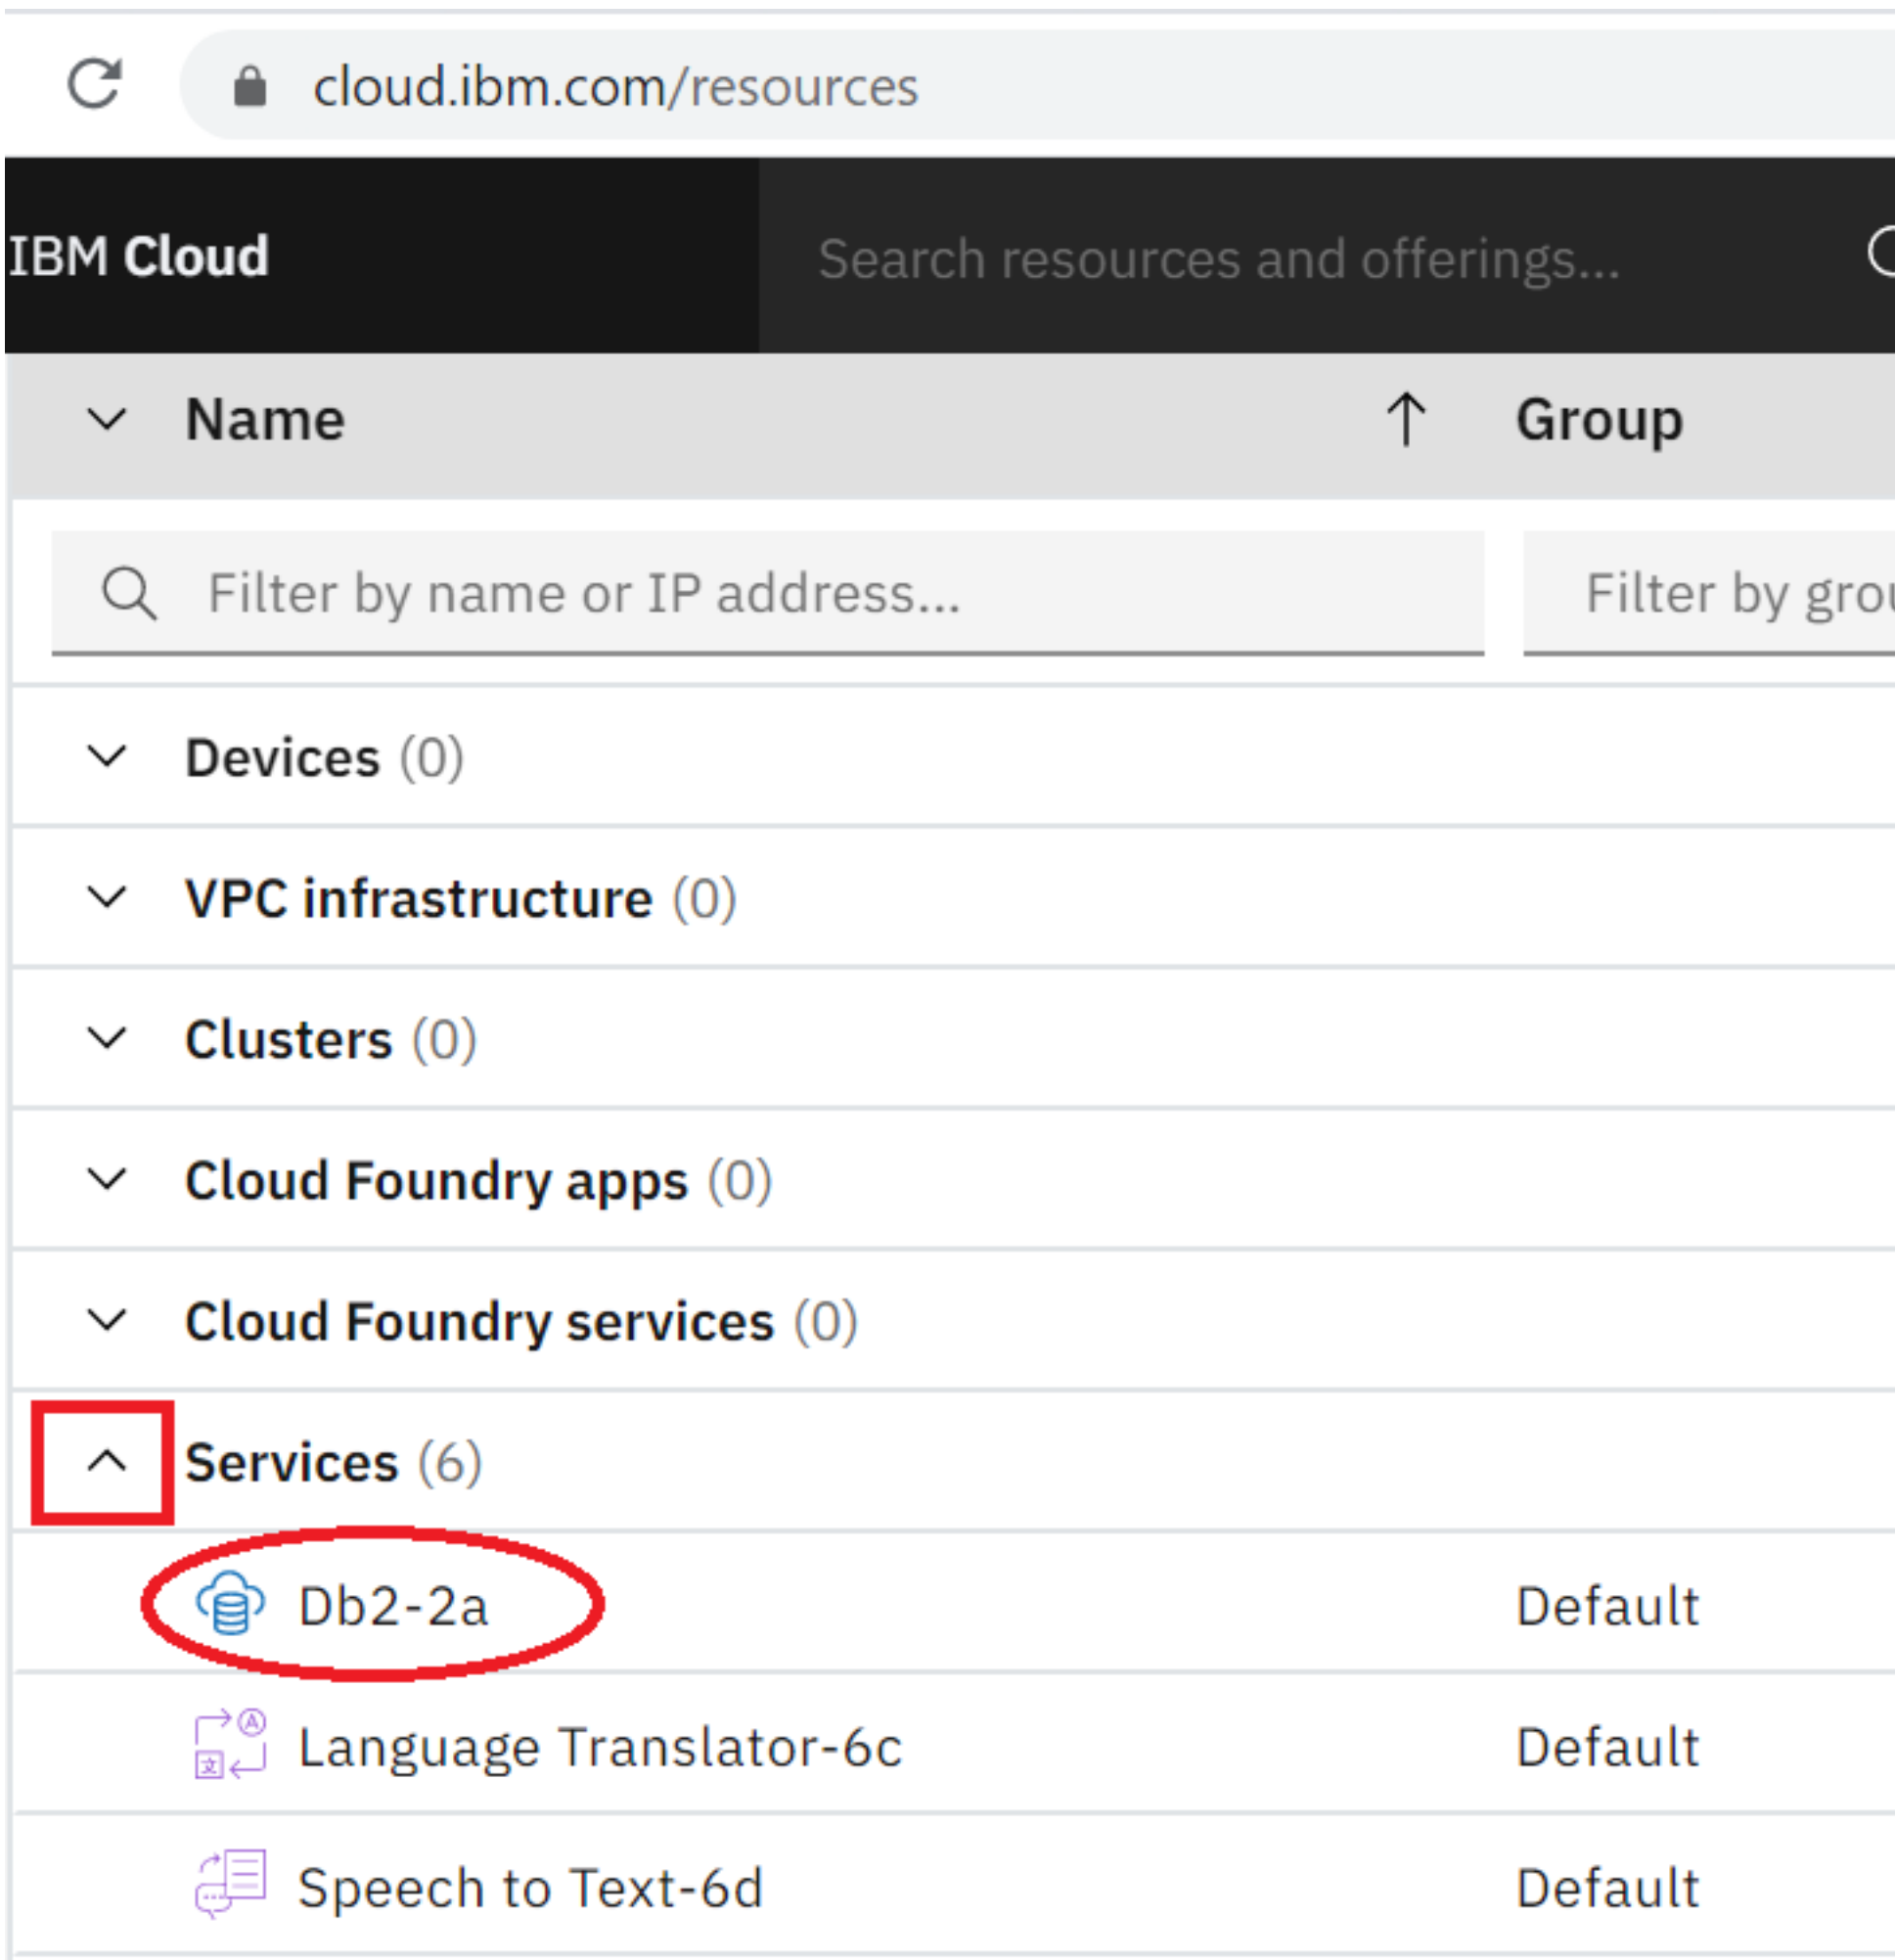 cloud.ibm.com/resources
IBM Cloud Search resources and offerings...
Name Group
Filter by name or IP address... Filter by
Devices (0)
VPC infrastructure (0)
Clusters (0)
Cloud Foundry apps (0)
Cloud Foundry services (0)
Services (6)
Db2-2a Default
Language Translator-6c Default
Speech to Text-6d Default